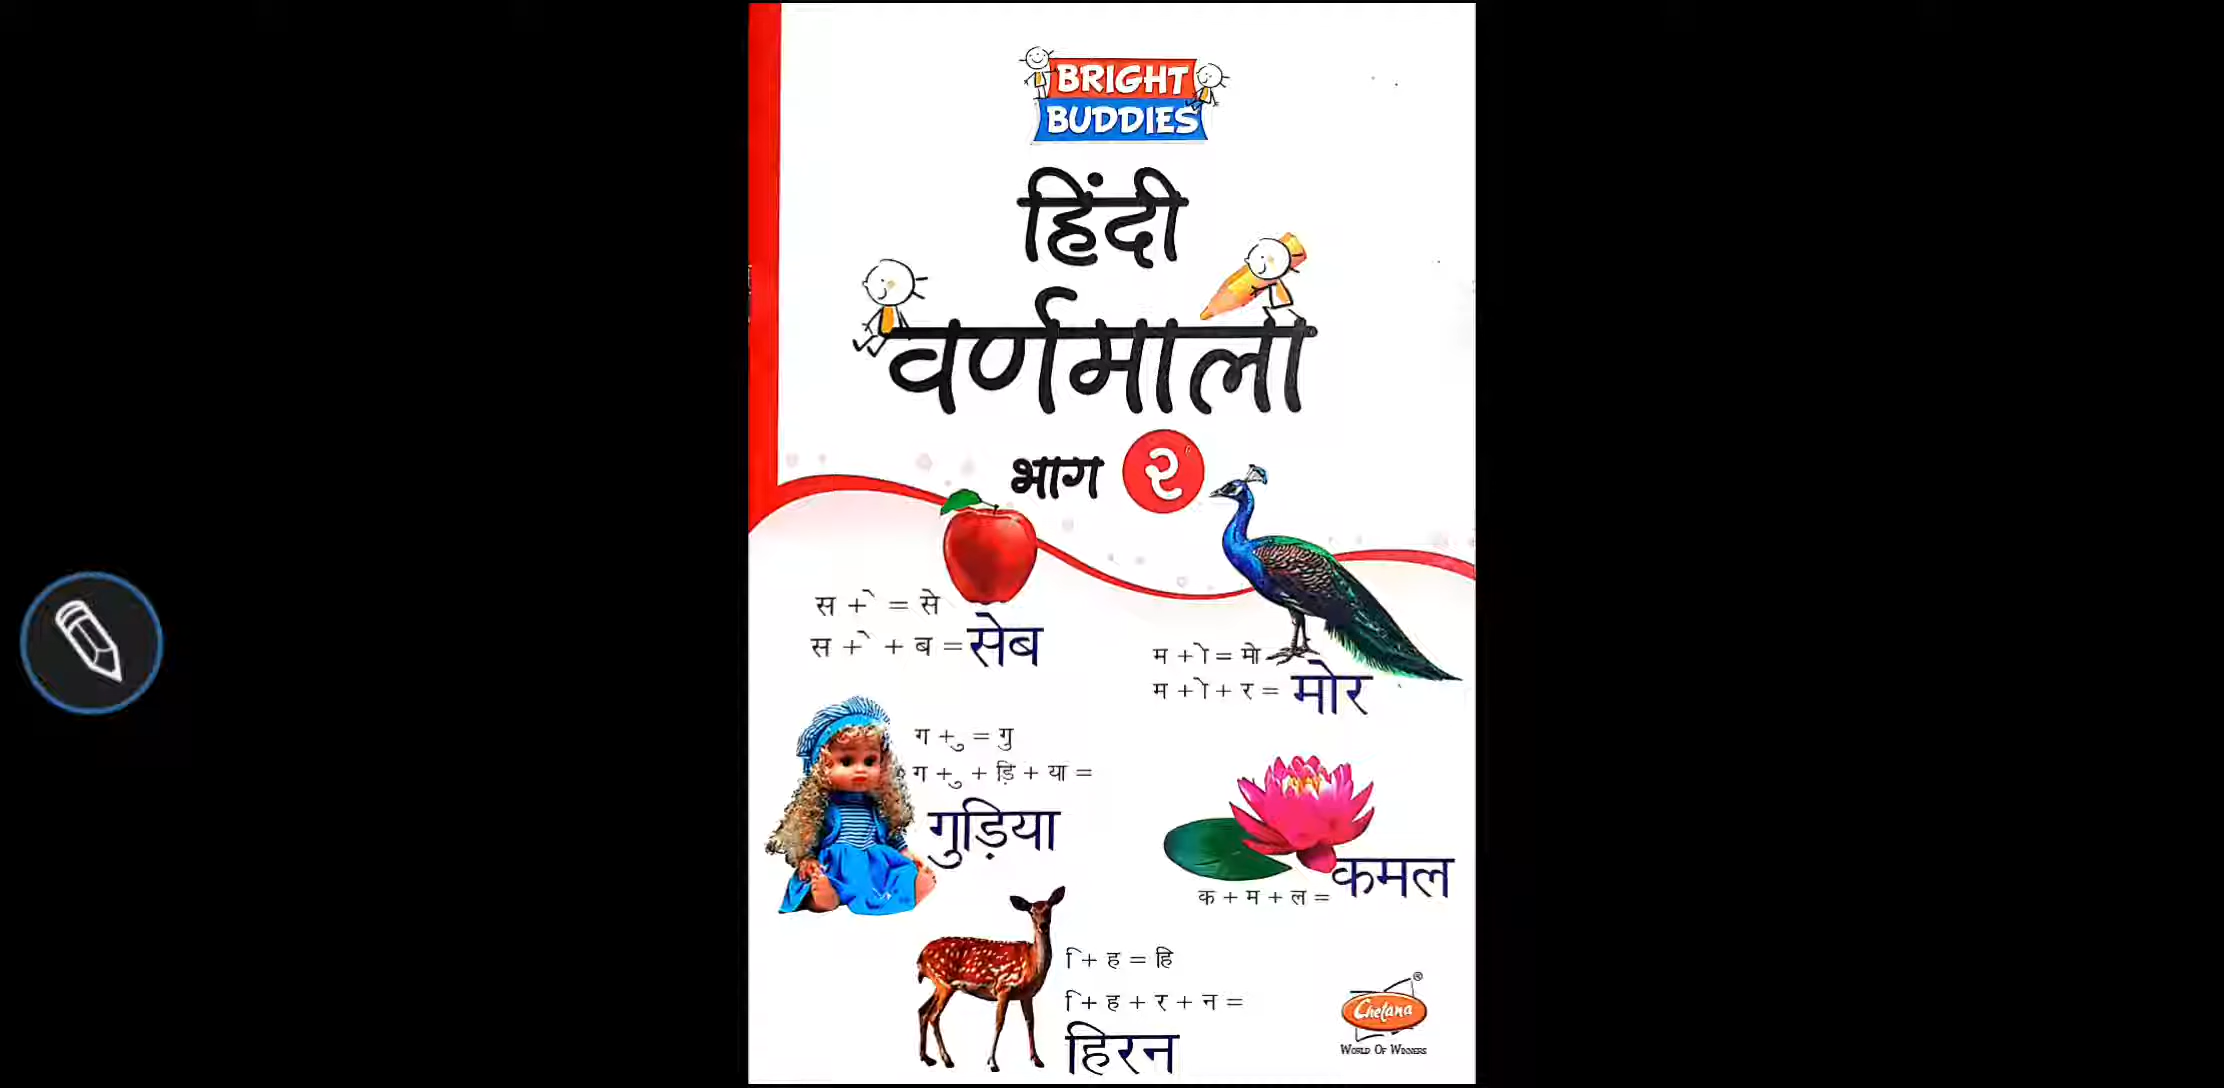 BRIGHT
BUDDIES
हिंदी
वर्णमाला
भाग २
स + े = से
स + े + ब = सेब
म + ो = मो
म + ो + र = मोर
ग + ु = गु
ग + ु + ड़ि + या =
गुड़िया
क + म + ल = कमल
ि + ह = हि
ि + ह + र + न =
हिरन
Chetana
®
WORLD OF WINNERS